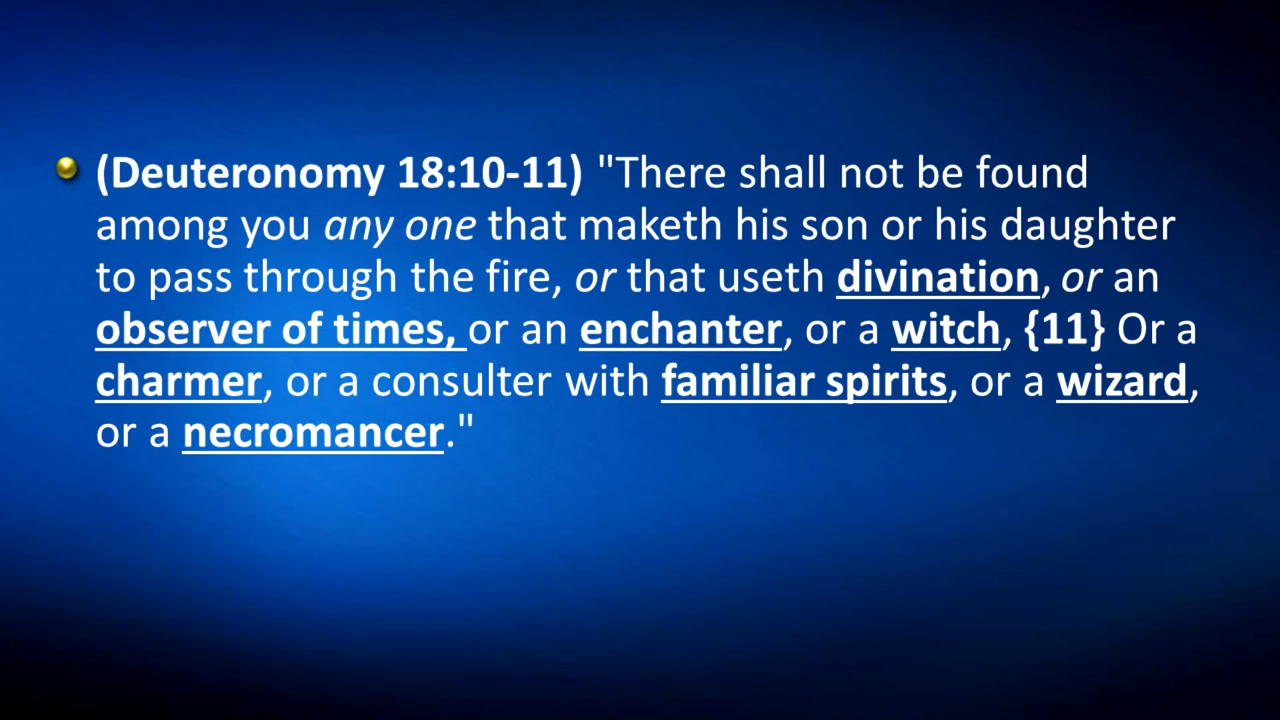 (Deuteronomy 18:10-11) "There shall not be found
among you any one that maketh his son or his daughter
to pass through the fire, or that useth divination, or an
observer of times, or an enchanter, or a witch, {11} Or a
charmer, or a consulter with familiar spirits, or a wizard,
or a necromancer."